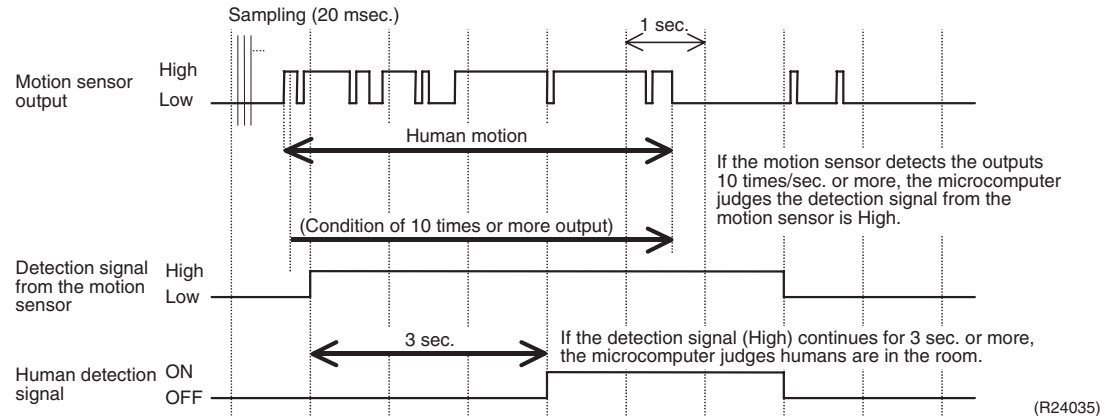 Sampling (20 msec.)
1 sec.
Motion sensor
output
High
Low
Human motion
If the motion sensor detects the outputs
10 times/sec. or more, the microcomputer
judges the detection signal from the
motion sensor is High.
(Condition of 10 times or more output)
Detection signal
from the motion
sensor
High
Low
3 sec.
If the detection signal (High) continues for 3 sec. or more,
the microcomputer judges humans are in the room.
Human detection
signal
ON
OFF
(R24035)